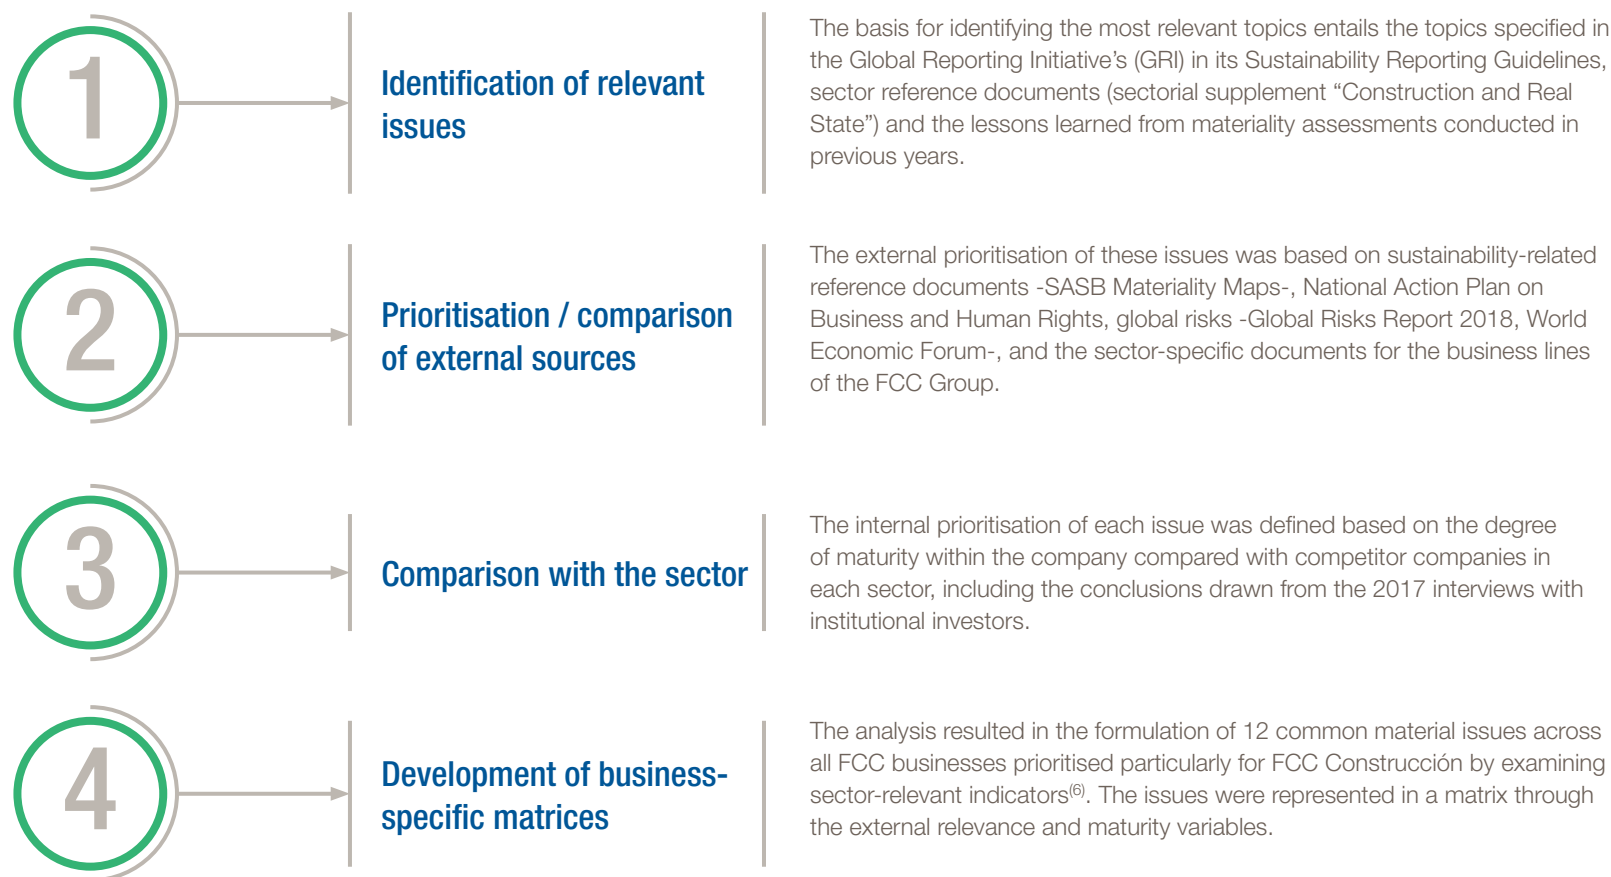 1
Identification of relevant
issues
The basis for identifying the most relevant topics entails the topics specified in
the Global Reporting Initiative’s (GRI) in its Sustainability Reporting Guidelines,
sector reference documents (sectorial supplement “Construction and Real
State”) and the lessons learned from materiality assessments conducted in
previous years.
2
Prioritisation / comparison
of external sources
The external prioritisation of these issues was based on sustainability-related
reference documents -SASB Materiality Maps-, National Action Plan on
Business and Human Rights, global risks -Global Risks Report 2018, World
Economic Forum-, and the sector-specific documents for the business lines
of the FCC Group.
3
Comparison with the sector
The internal prioritisation of each issue was defined based on the degree
of maturity within the company compared with competitor companies in
each sector, including the conclusions drawn from the 2017 interviews with
institutional investors.
4
Development of business-
specific matrices
The analysis resulted in the formulation of 12 common material issues across
all FCC businesses prioritised particularly for FCC Construcción by examining
sector-relevant indicators(6). The issues were represented in a matrix through
the external relevance and maturity variables.